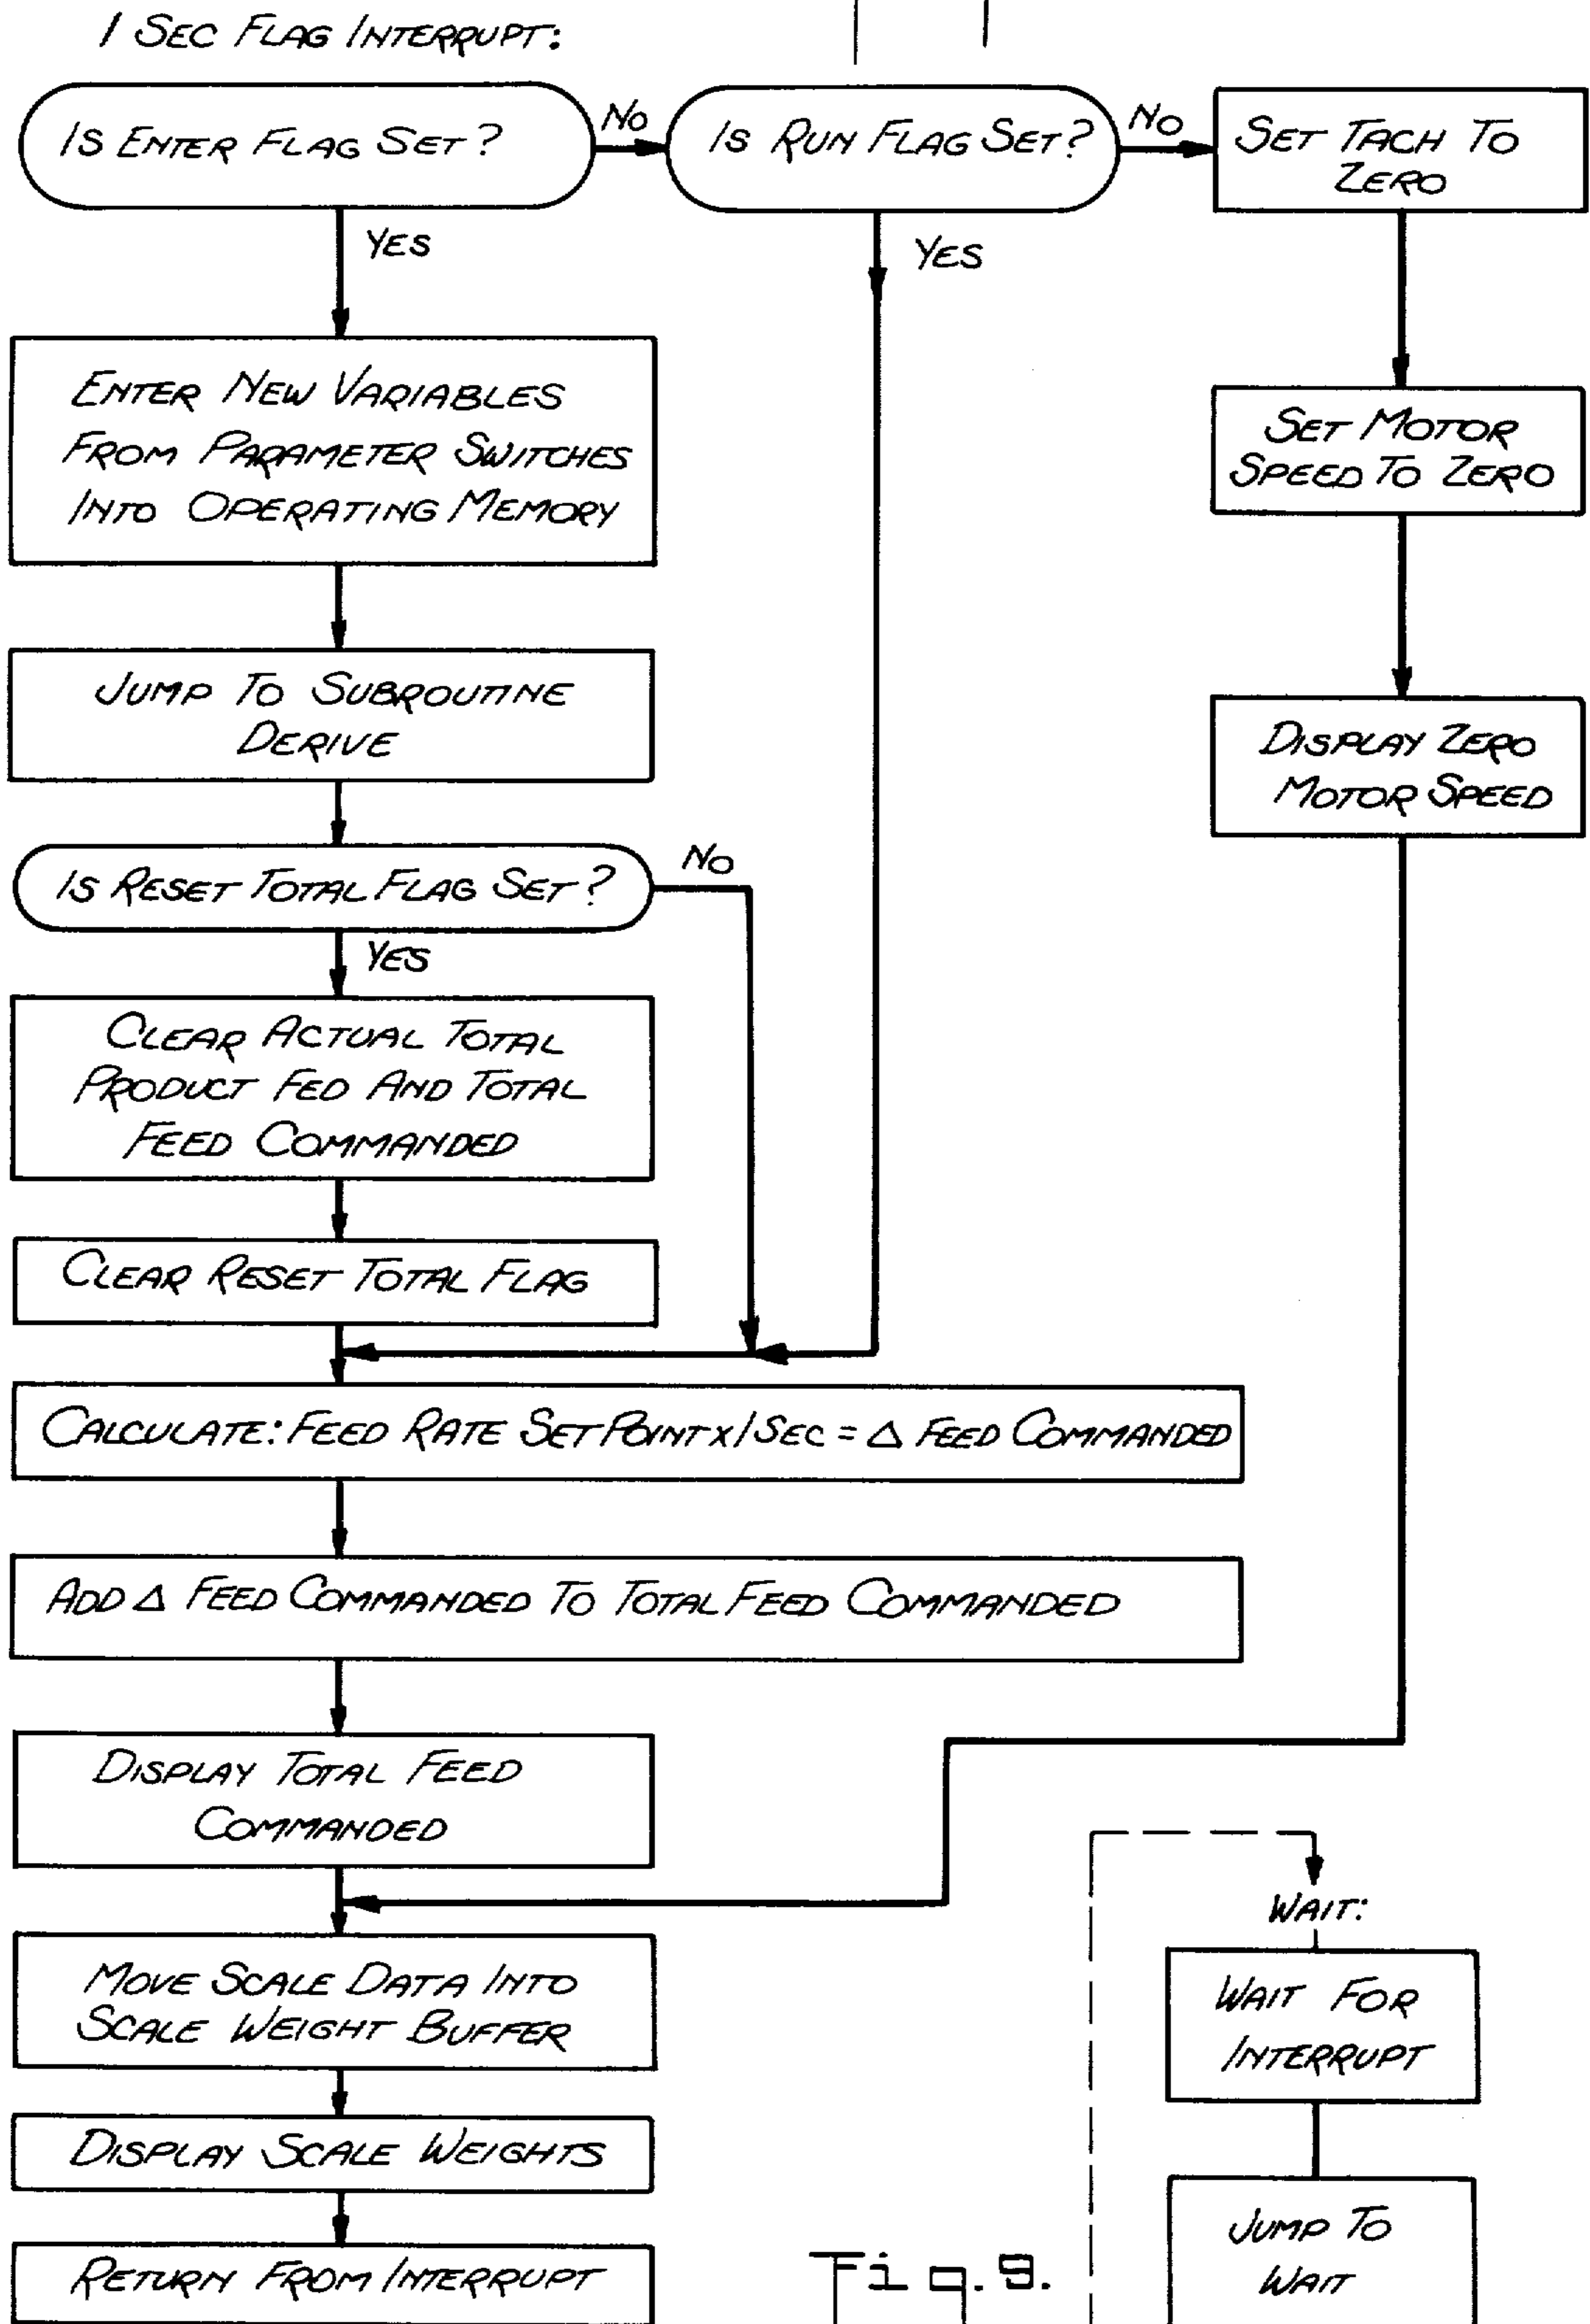 1 SEC FLAG INTERRUPT:
IS ENTER FLAG SET?
NO
IS RUN FLAG SET?
NO
SET TACH TO
ZERO
YES
YES
ENTER NEW VARIABLES
FROM PARAMETER SWITCHES
INTO OPERATING MEMORY
SET MOTOR
SPEED TO ZERO
JUMP TO SUBROUTINE
DERIVE
DISPLAY ZERO
MOTOR SPEED
IS RESET TOTAL FLAG SET?
NO
YES
CLEAR ACTUAL TOTAL
PRODUCT FED AND TOTAL
FEED COMMANDED
CLEAR RESET TOTAL FLAG
CALCULATE: FEED RATE SET POINT X 1 SEC = Δ FEED COMMANDED
ADD Δ FEED COMMANDED TO TOTAL FEED COMMANDED
DISPLAY TOTAL FEED
COMMANDED
MOVE SCALE DATA INTO
SCALE WEIGHT BUFFER
DISPLAY SCALE WEIGHTS
RETURN FROM INTERRUPT
WAIT:
WAIT FOR
INTERRUPT
JUMP TO
WAIT
Fig. 9.